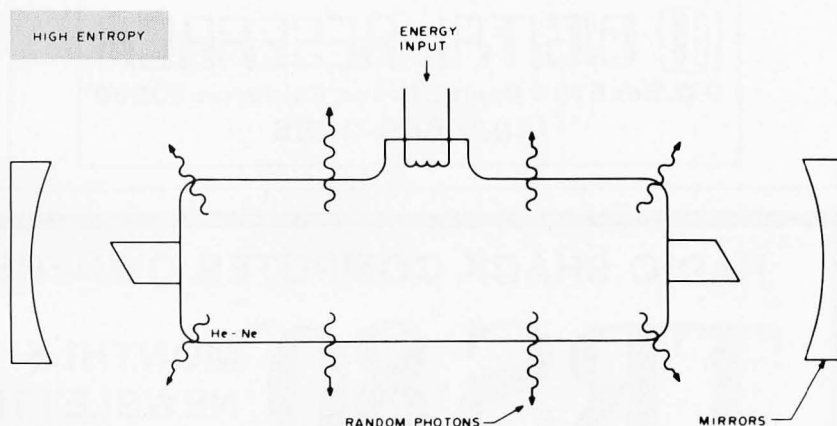 HIGH ENTROPY
ENERGY
INPUT
He - Ne
RANDOM PHOTONS
MIRRORS